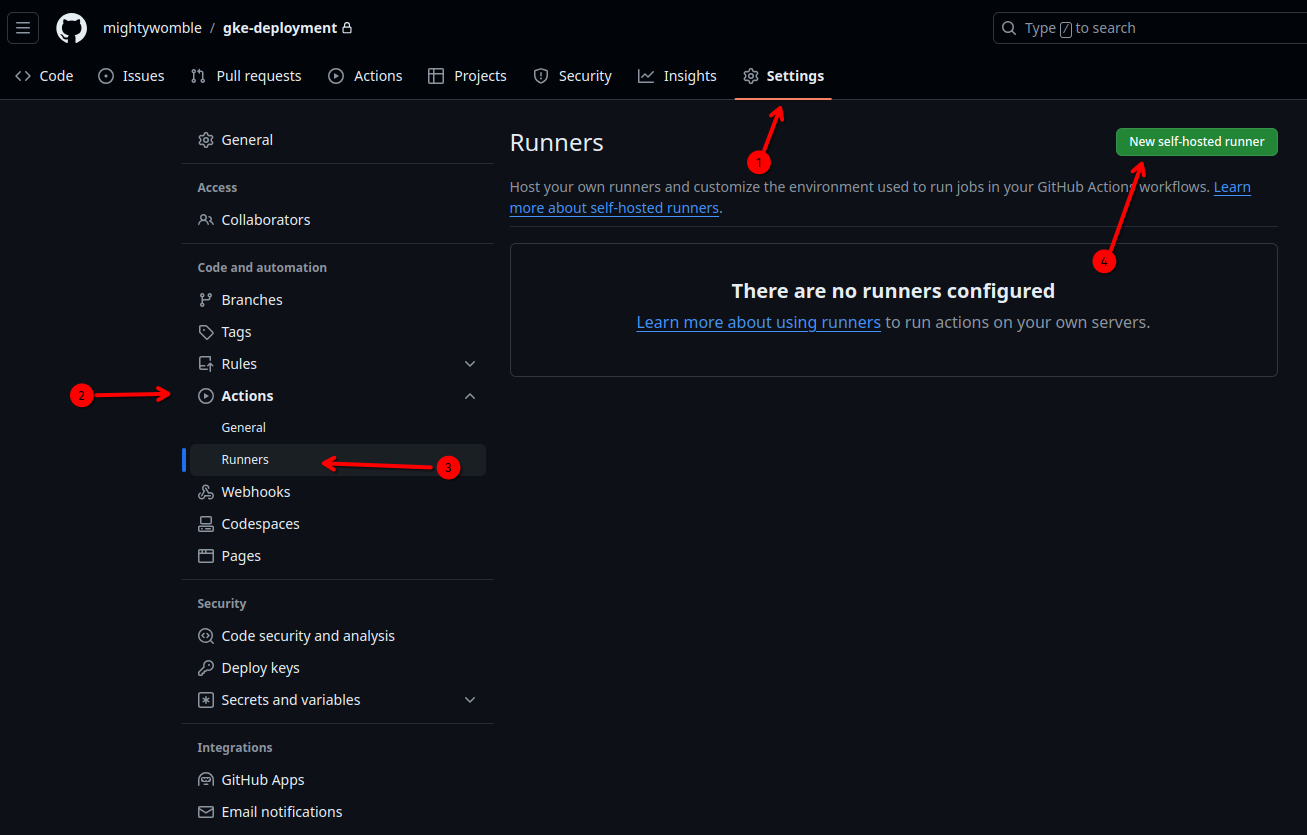 mightywomble / gke-deployment
Type / to search
Code Issues Pull requests Actions Projects Security Insights Settings
General
Access
Collaborators
Code and automation
Branches
Tags
Rules
Actions
General
Runners
Webhooks
Codespaces
Pages
Security
Code security and analysis
Deploy keys
Secrets and variables
Integrations
GitHub Apps
Email notifications
Runners
New self-hosted runner
Host your own runners and customize the environment used to run jobs in your GitHub Actions workflows. Learn
more about self-hosted runners.
There are no runners configured
Learn more about using runners to run actions on your own servers.
1
2
3
4